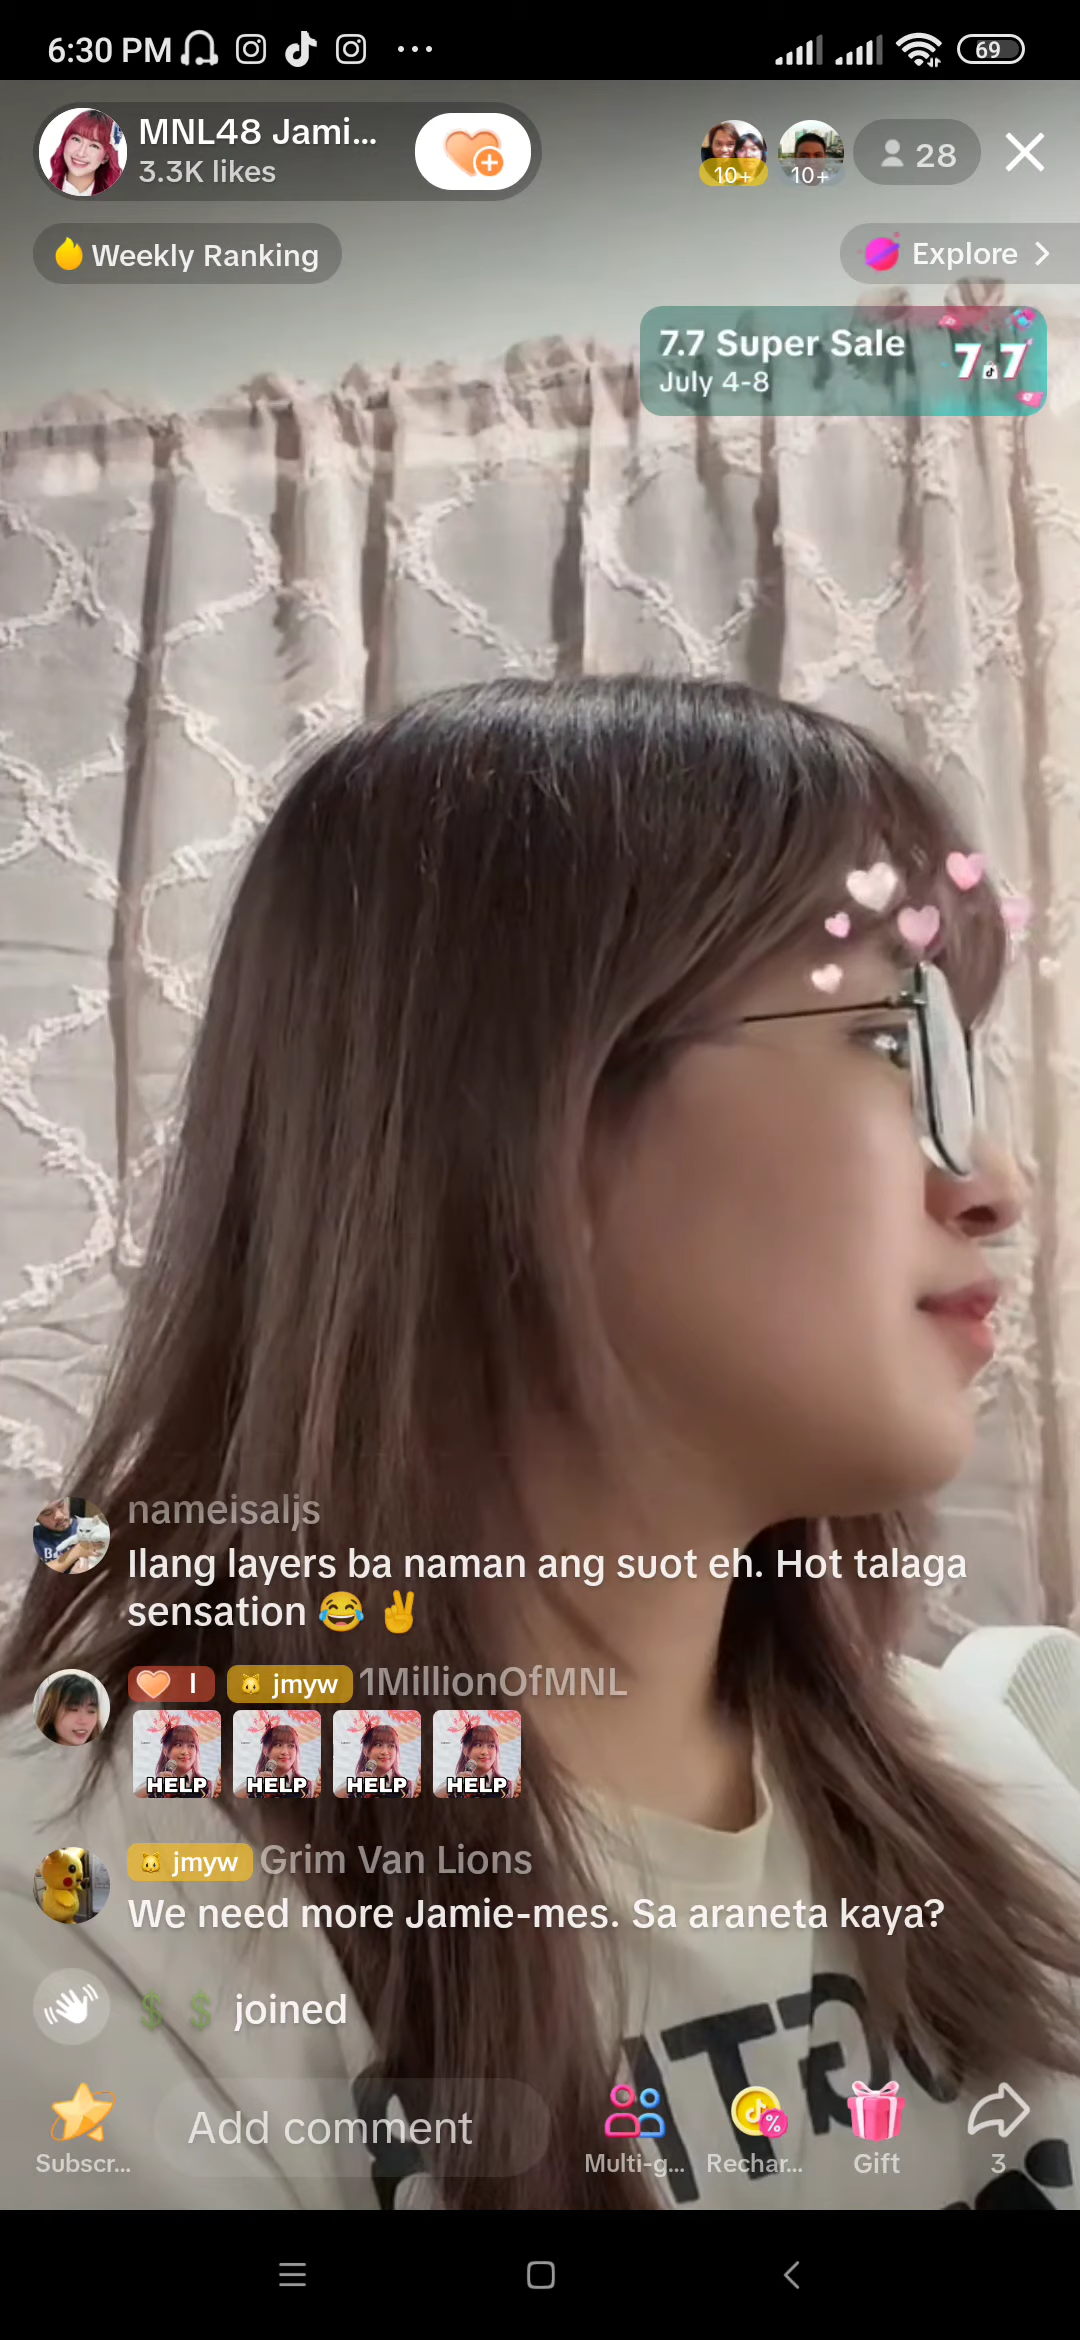 6:30 PM
69
MNL48 Jami...
3.3K likes
10+
10+
28
Weekly Ranking
Explore
7.7 Super Sale
July 4-8
7.7
nameisaljs
Ilang layers ba naman ang suot eh. Hot talaga
sensation 😂 ✌️
I jmyw 1MillionOfMNL
HELP HELP HELP HELP
jmyw Grim Van Lions
We need more Jamie-mes. Sa araneta kaya?
💲 💲 joined
Add comment
Subscr...
Multi-g...
Rechar...
Gift
3